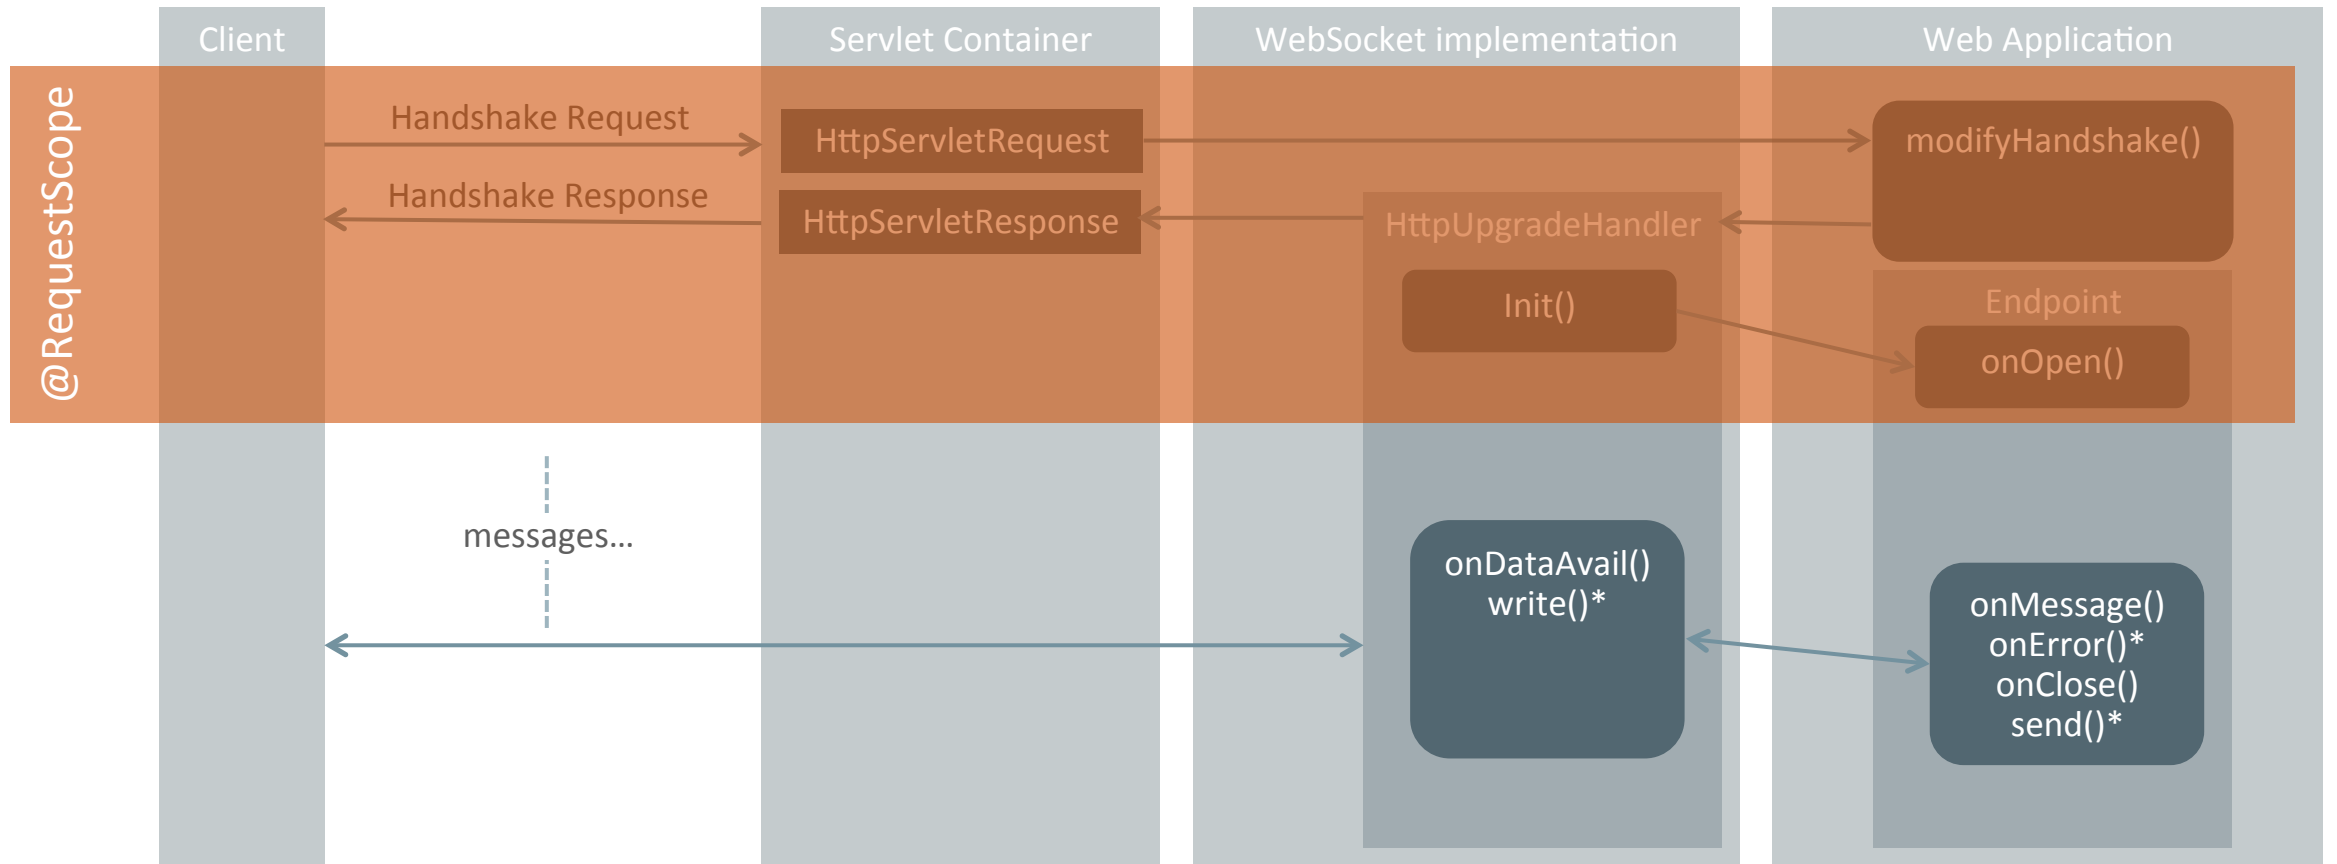 Client
Servlet Container
WebSocket implementation
Web Application
@RequestScope
Handshake Request
HttpServletRequest
modifyHandshake()
Handshake Response
HttpServletResponse
HttpUpgradeHandler
Init()
Endpoint
onOpen()
messages...
onDataAvail()
write()*
onMessage()
onError()*
onClose()
send()*